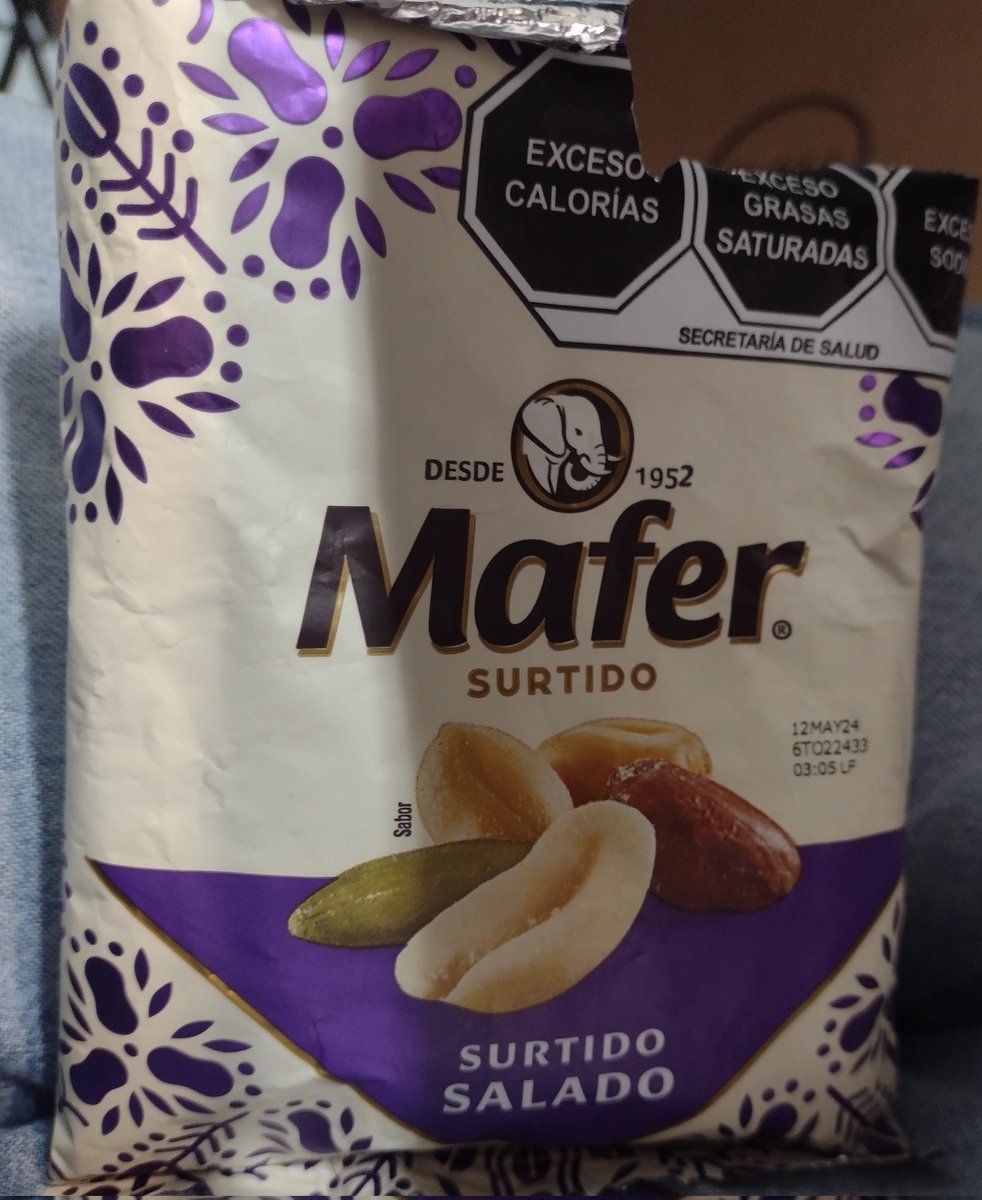 EXCESO
CALORÍAS
EXCESO
GRASAS
SATURADAS
SECRETARÍA DE SALUD
DESDE 1952
Mafer®
SURTIDO
12MAY24
6TO22433
03:05 LF
Sabor
SURTIDO
SALADO